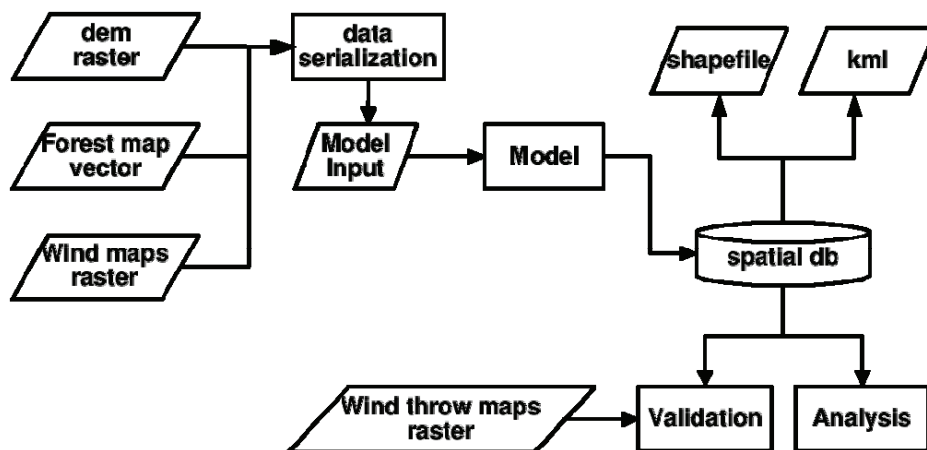 dem
raster
data
serialization
shapefile
kml
Forest map
vector
Model
Input
Model
Wind maps
raster
spatial db
Wind throw maps
raster
Validation
Analysis